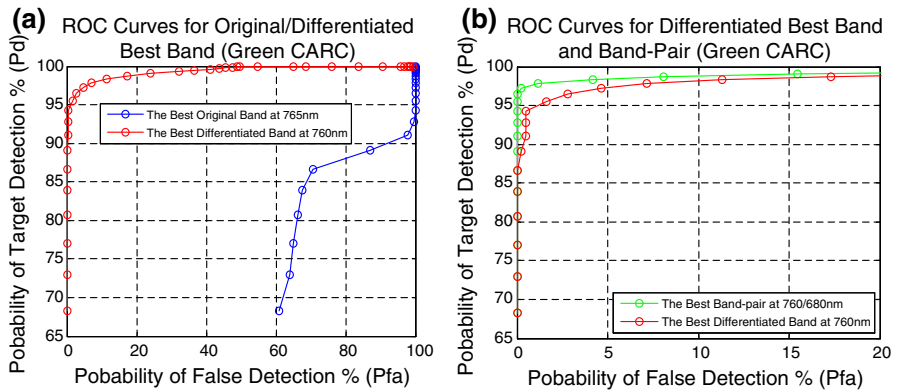 (a)
ROC Curves for Original/Differentiated
Best Band (Green CARC)
Pobability of Target Detection % (Pd)
100
95
90
85
80
75
70
65
The Best Original Band at 765nm
The Best Differentiated Band at 760nm
0 20 40 60 80 100
Pobability of False Detection % (Pfa)
(b)
ROC Curves for Differentiated Best Band
and Band-Pair (Green CARC)
Pobability of Target Detection % (Pd)
100
95
90
85
80
75
70
65
The Best Band-pair at 760/680nm
The Best Differentiated Band at 760nm
0 5 10 15 20
Pobability of False Detection % (Pfa)